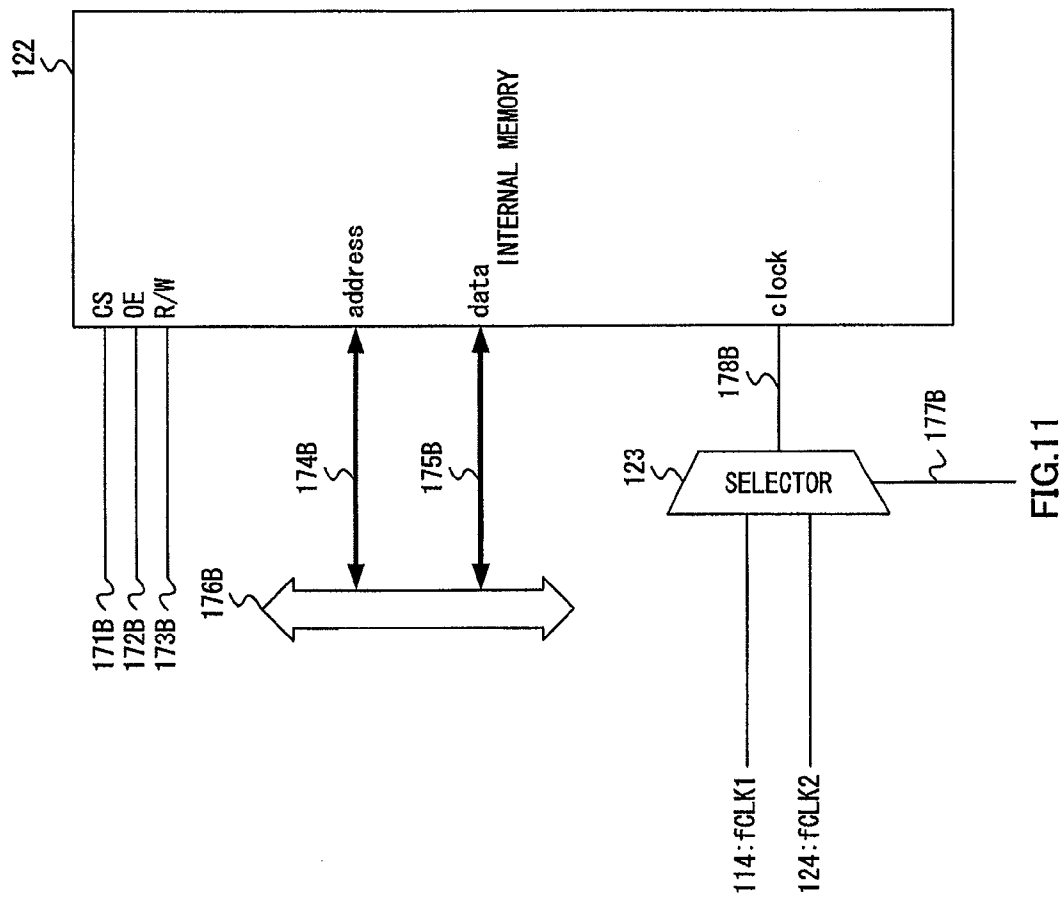 122
171B
CS
172B
OE
173B
R/W
176B
174B
address
175B
data
INTERNAL MEMORY
123
178B
clock
SELECTOR
114:fCLK1
124:fCLK2
177B
FIG.11